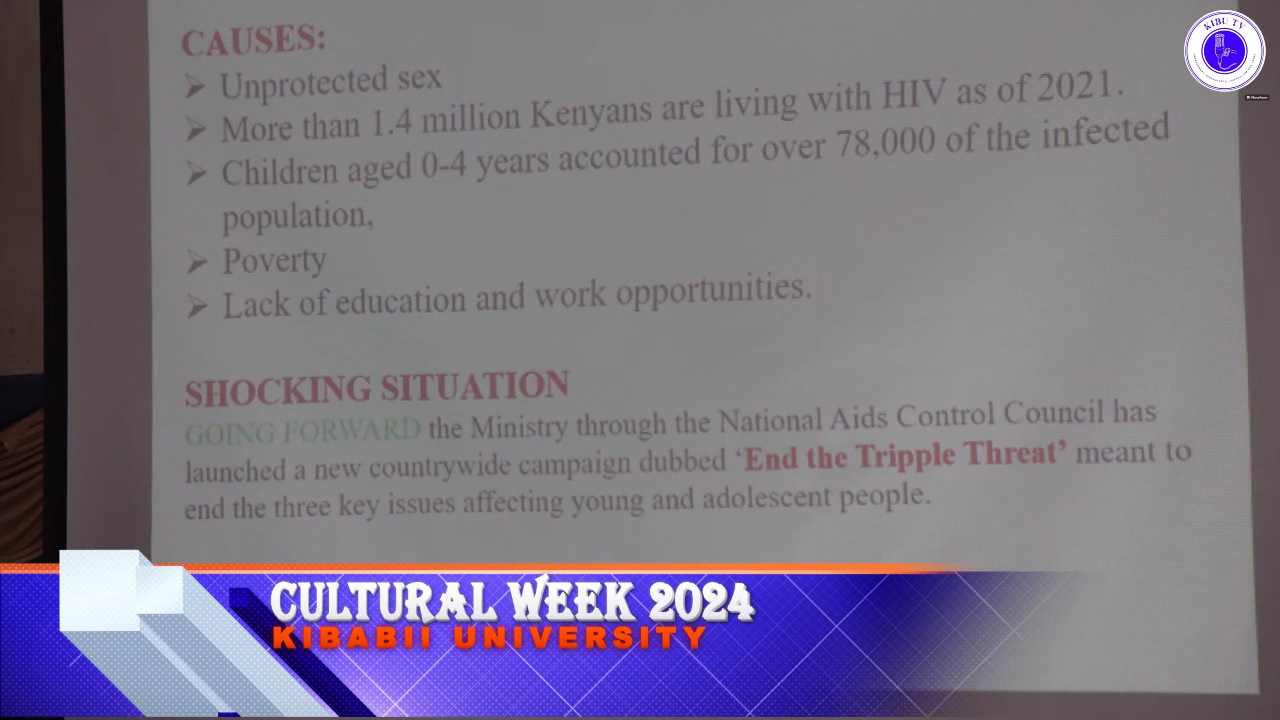 CAUSES:
➢ Unprotected sex
➢ More than 1.4 million Kenyans are living with HIV as of 2021.
➢ Children aged 0-4 years accounted for over 78,000 of the infected
population,
➢ Poverty
➢ Lack of education and work opportunities.
SHOCKING SITUATION
GOING FORWARD the Ministry through the National Aids Control Council has
launched a new countrywide campaign dubbed ‘End the Tripple Threat’ meant to
end the three key issues affecting young and adolescent people.
KIBU TV
CULTURAL WEEK 2024
KIBABII UNIVERSITY